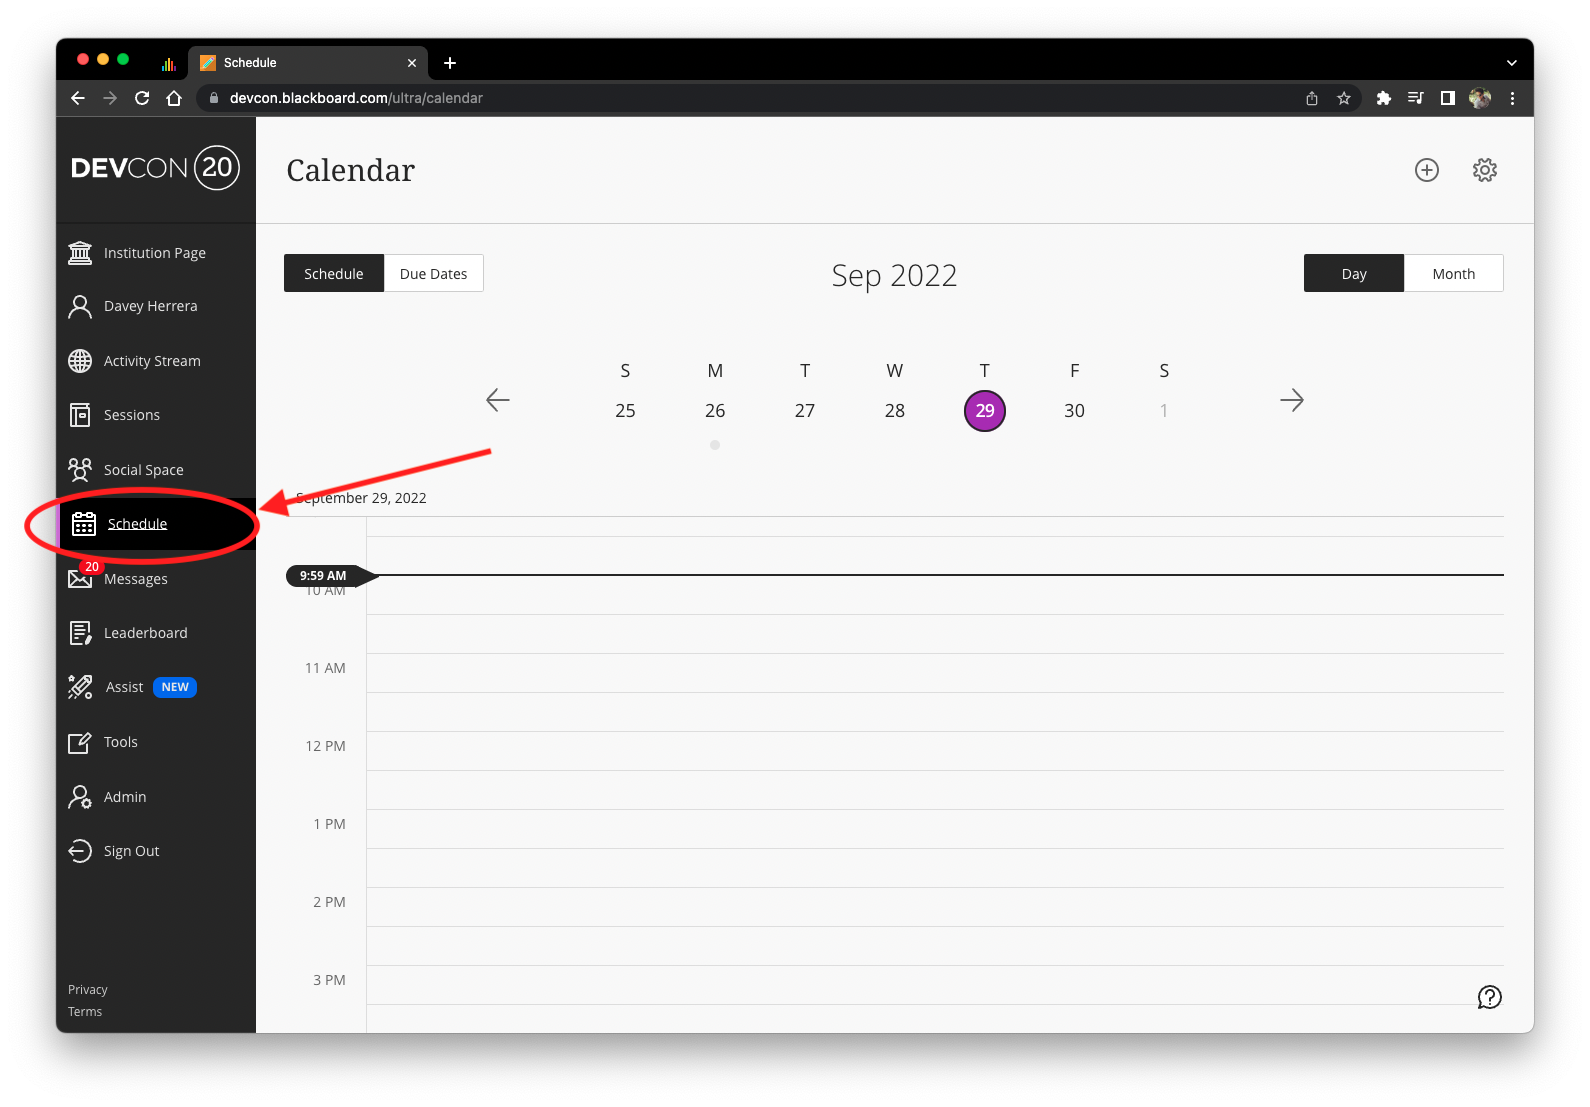 Schedule
devcon.blackboard.com/ultra/calendar
DEVCON 20
Calendar
Institution Page
Davey Herrera
Activity Stream
Sessions
Social Space
Schedule
20
Messages
Leaderboard
Assist NEW
Tools
Admin
Sign Out
Privacy
Terms
Schedule Due Dates
Sep 2022
Day Month
S M T W T F S
25 26 27 28 29 30 1
September 29, 2022
9:59 AM
10 AM
11 AM
12 PM
1 PM
2 PM
3 PM